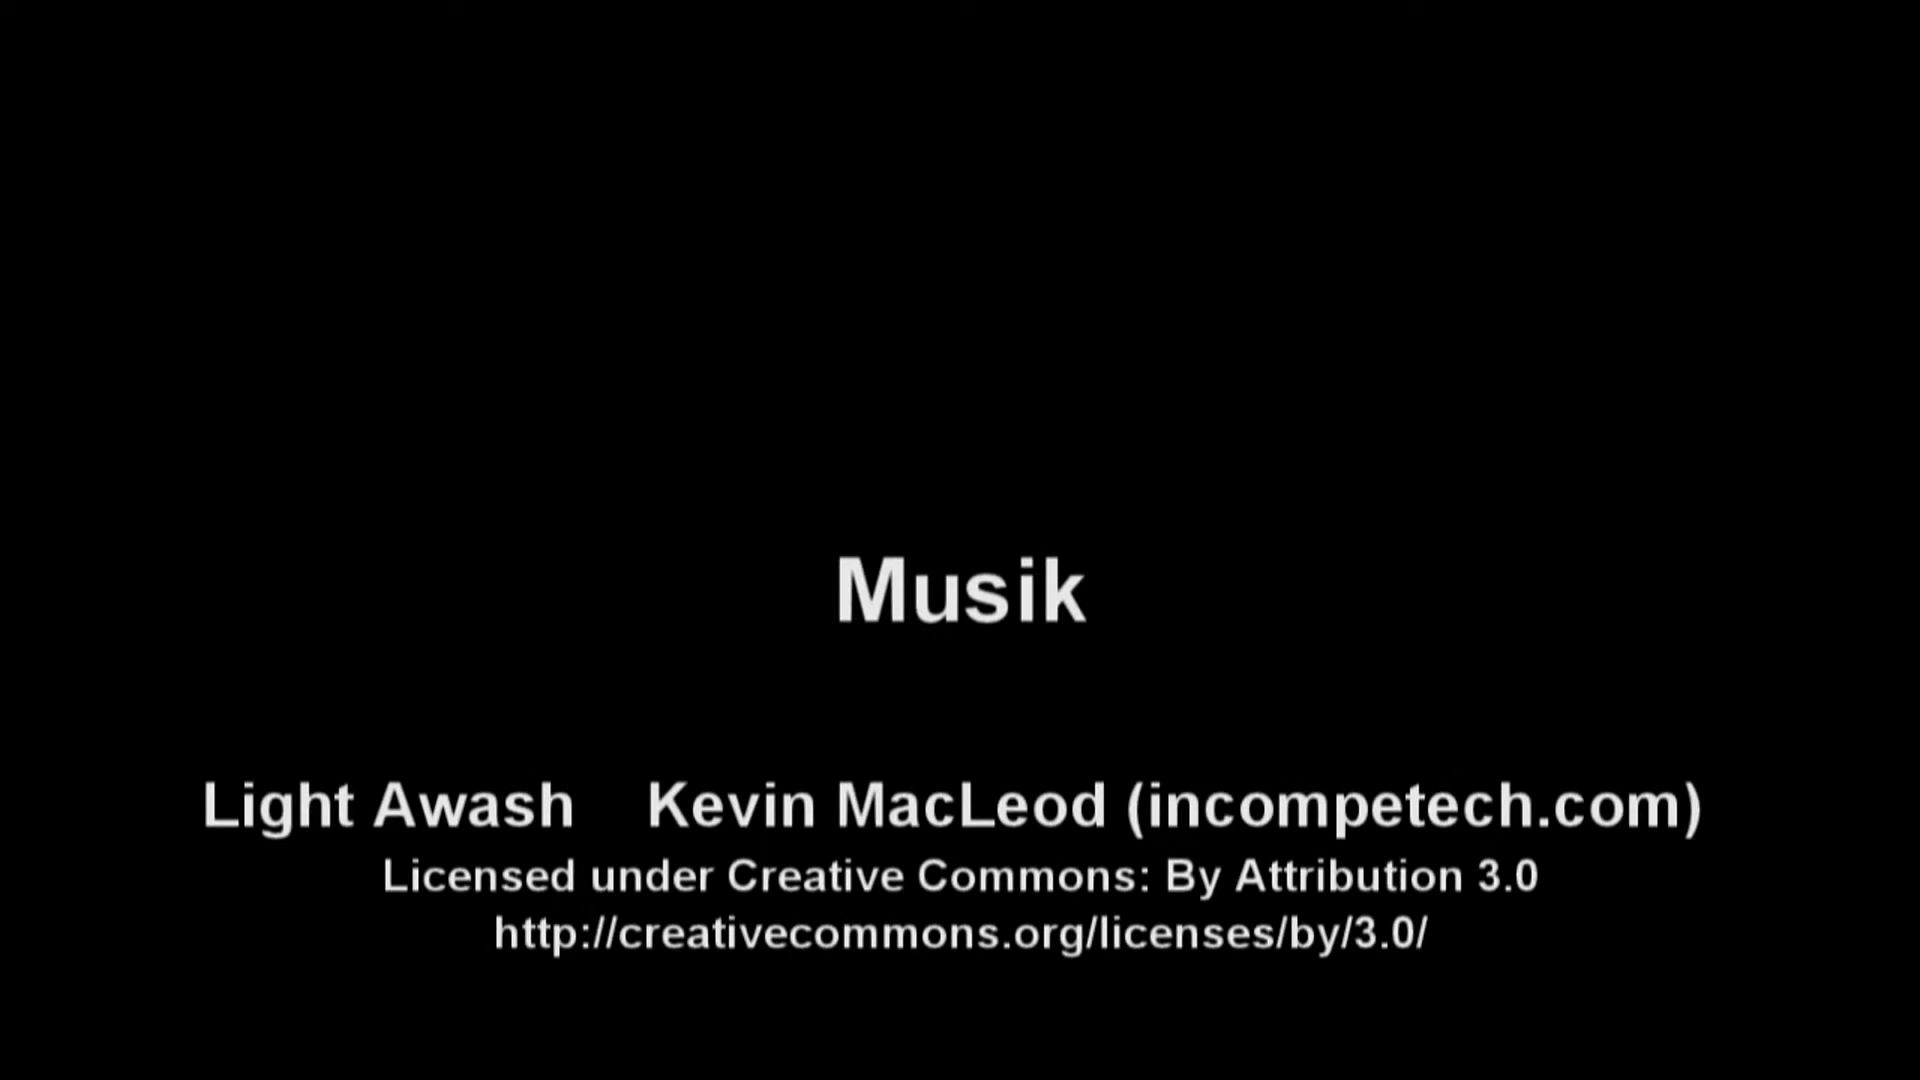 Musik
Light Awash Kevin MacLeod (incompetech.com)
Licensed under Creative Commons: By Attribution 3.0
http://creativecommons.org/licenses/by/3.0/